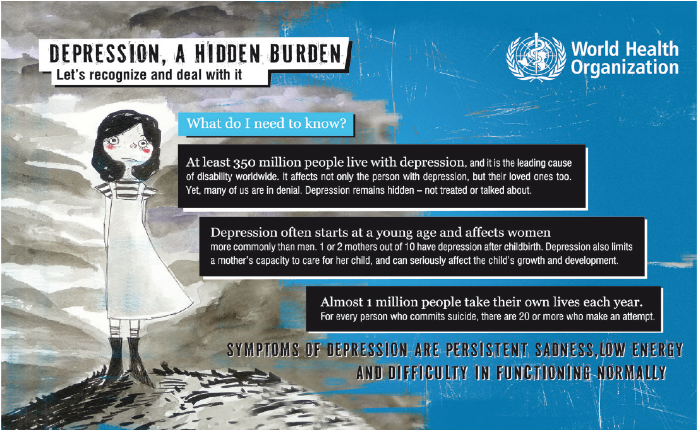 DEPRESSION, A HIDDEN BURDEN
Let's recognize and deal with it
World Health
Organization
What do I need to know?
At least 350 million people live with depression, and it is the leading cause
of disability worldwide. It affects not only the person with depression, but their loved ones too.
Yet, many of us are in denial. Depression remains hidden – not treated or talked about.
Depression often starts at a young age and affects women
more commonly than men. 1 or 2 mothers out of 10 have depression after childbirth. Depression also limits
a mother's capacity to care for her child, and can seriously affect the child's growth and development.
Almost 1 million people take their own lives each year.
For every person who commits suicide, there are 20 or more who make an attempt.
SYMPTOMS OF DEPRESSION ARE PERSISTENT SADNESS,LOW ENERGY
AND DIFFICULTY IN FUNCTIONING NORMALLY